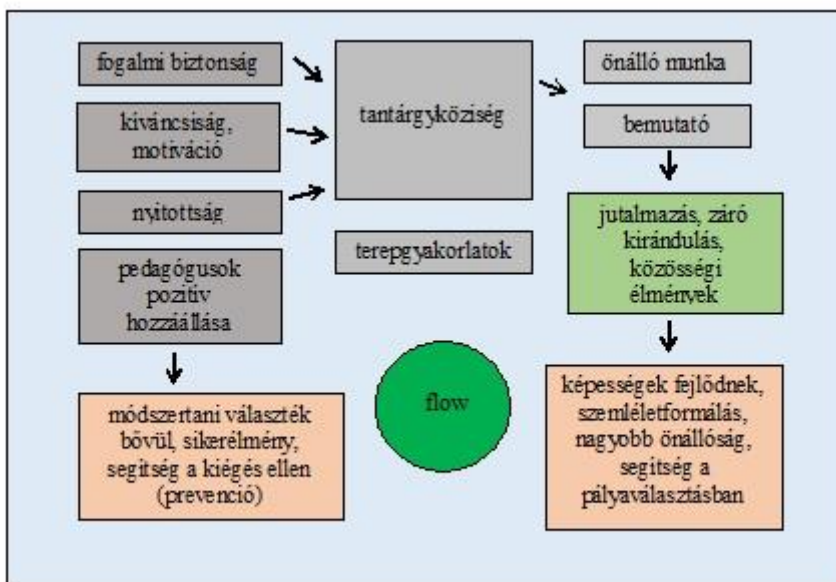 fogalmi biztonság
kíváncsiság,
motiváció
nyitottság
pedagógusok
pozitív
hozzáállása
módszertani választék
bővül, sikerélmény,
segítség a kiégés ellen
(prevenció)
tantárgyköziség
terepgyakorlatok
flow
önálló munka
bemutató
jutalmazás, záró
kirándulás,
közösségi
élmények
képességek fejlődnek,
szemléletformálás,
nagyobb önállóság,
segítség a
pályaválasztásban